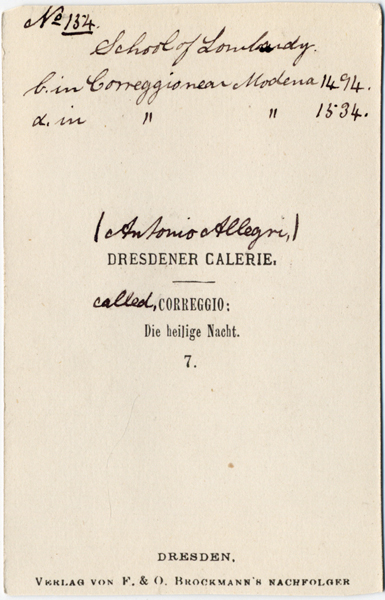 No 154.
School of Lombardy.
b. in Correggio near Modena 1494.
d. in " " 1534.
(Antonio Allegri,)
DRESDENER CALERIE.
called, CORREGGIO:
Die heilige Nacht.
7.
DRESDEN,
VERLAG VON F. & O. BROCKMANN'S NACHFOLGER